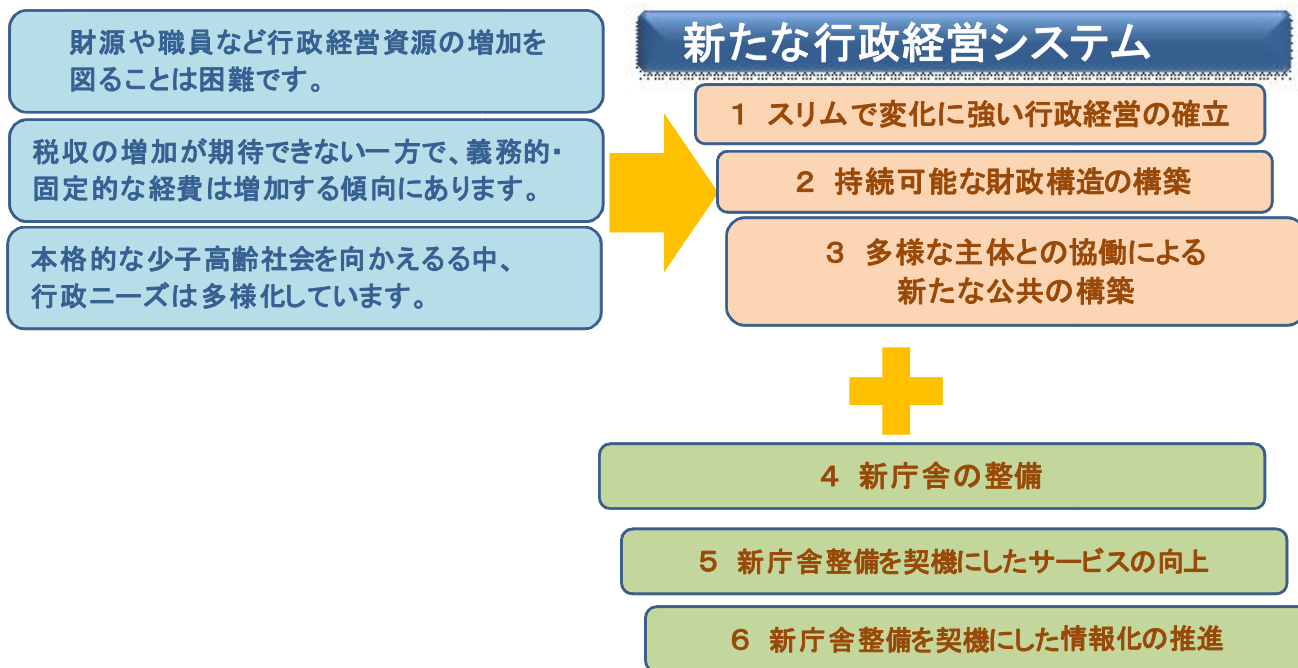 財源や職員など行政経営資源の増加を
図ることは困難です。
税収の増加が期待できない一方で、義務的・
固定的な経費は増加する傾向にあります。
本格的な少子高齢社会を向かえるる中、
行政ニーズは多様化しています。
新たな行政経営システム
1 スリムで変化に強い行政経営の確立
2 持続可能な財政構造の構築
3 多様な主体との協働による
新たな公共の構築
4 新庁舎の整備
5 新庁舎整備を契機にしたサービスの向上
6 新庁舎整備を契機にした情報化の推進